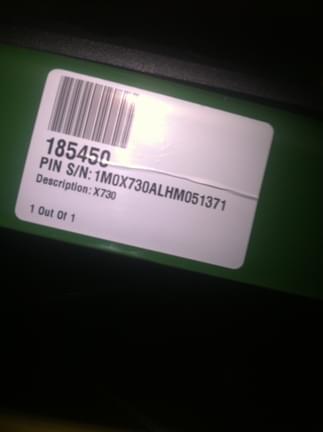 185450
PIN S/N: 1M0X730ALHM051371
Description: X730
1 Out Of 1